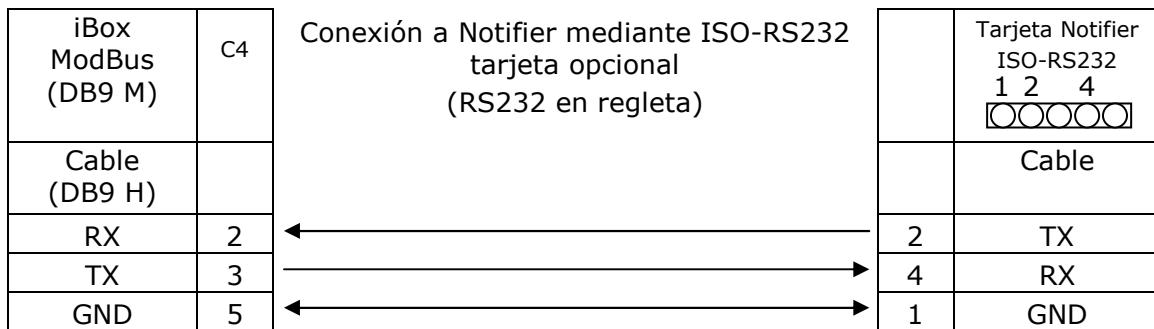 iBox
ModBus
(DB9 M)
C4
Conexión a Notifier mediante ISO-RS232
tarjeta opcional
(RS232 en regleta)
Tarjeta Notifier
ISO-RS232
1 2 4
Cable
(DB9 H)
Cable
RX 2 2 TX
TX 3 4 RX
GND 5 1 GND